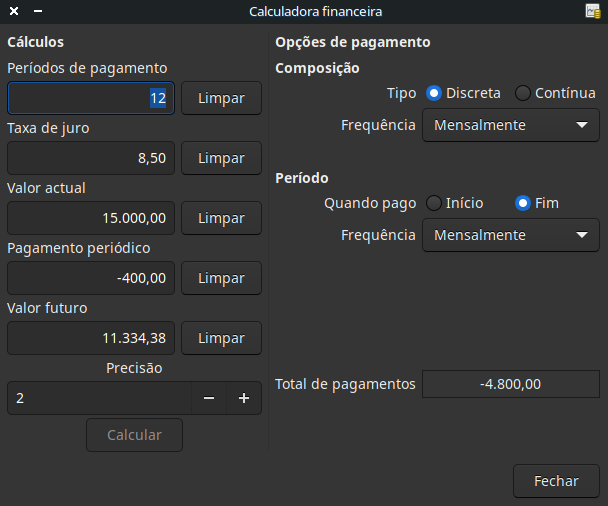 Calculadora financeira
Cálculos
Períodos de pagamento
12 Limpar
Taxa de juro
8,50 Limpar
Valor actual
15.000,00 Limpar
Pagamento periódico
-400,00 Limpar
Valor futuro
11.334,38 Limpar
Precisão
2
Calcular
Opções de pagamento
Composição
Tipo Discreta Contínua
Frequência Mensalmente
Período
Quando pago Início Fim
Frequência Mensalmente
Total de pagamentos -4.800,00
Fechar